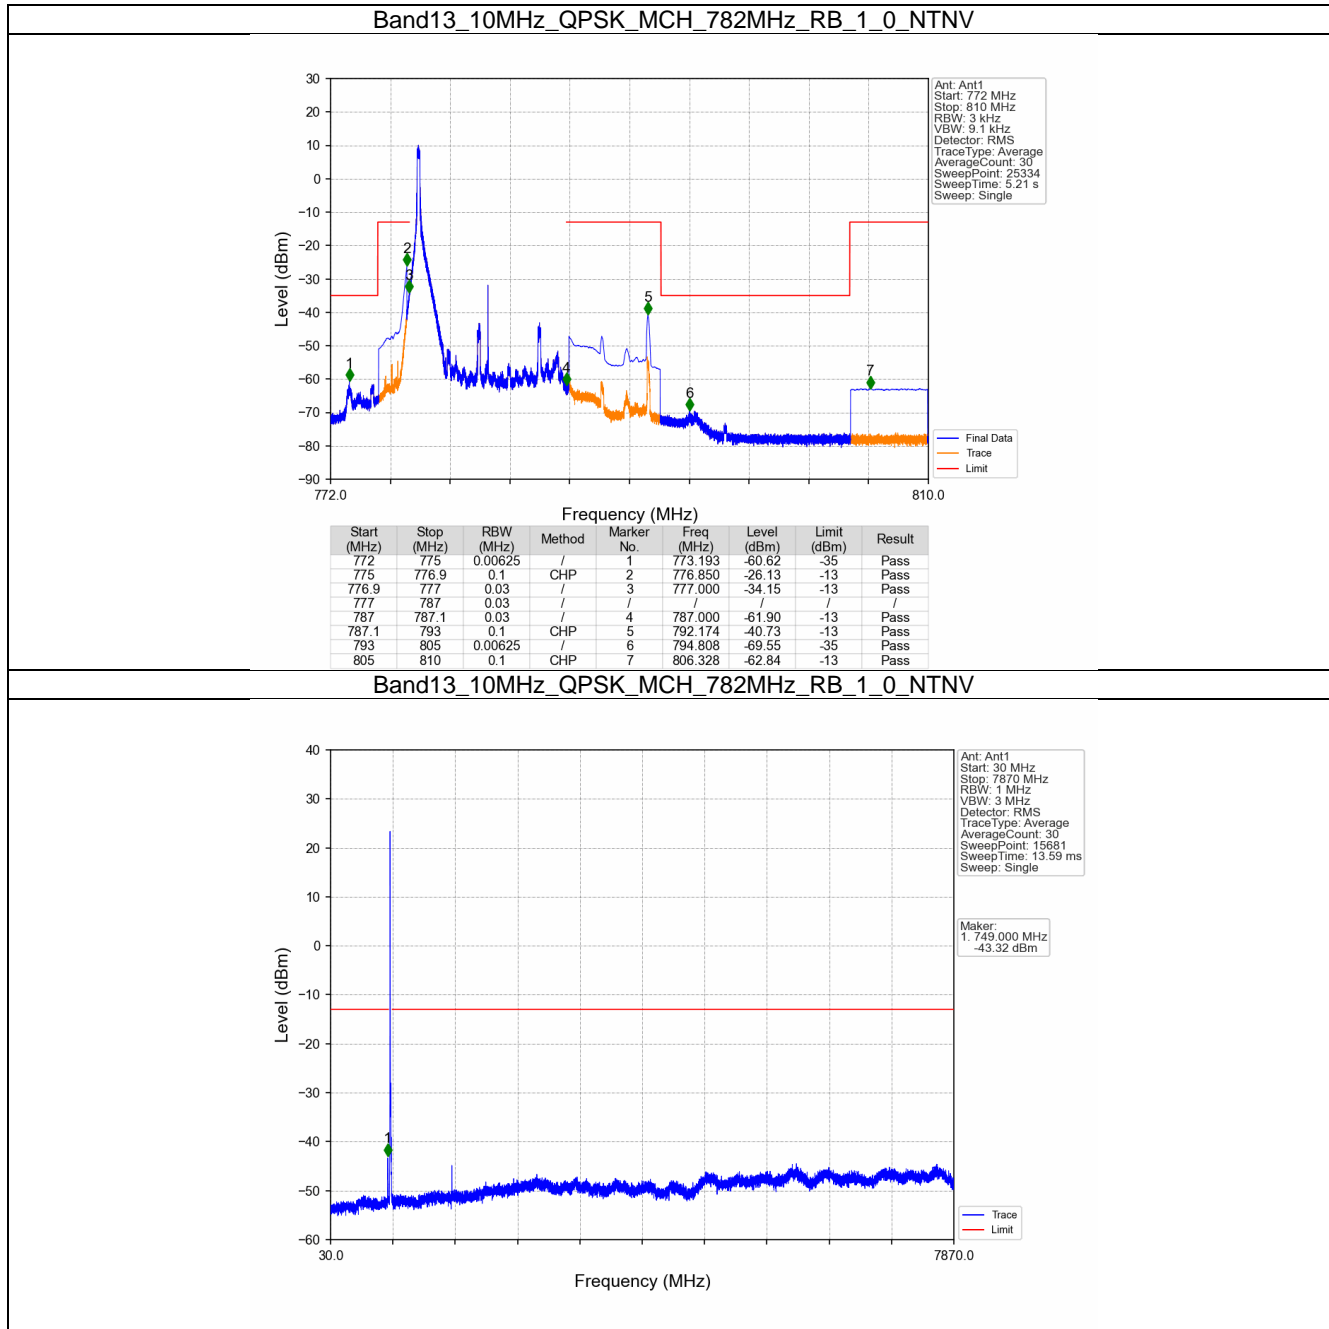 Band13_10MHz_QPSK_MCH_782MHz_RB_1_0_NTNV
30
20
10
0
−10
−20
−30
−40
−50
−60
−70
−80
−90
Level (dBm)
1
2
3
4
5
6
7
772.0
810.0
Frequency (MHz)
Ant: Ant1
Start: 772 MHz
Stop: 810 MHz
RBW: 3 kHz
VBW: 9.1 kHz
Detector: RMS
TraceType: Average
AverageCount: 30
SweepPoint: 25334
SweepTime: 5.21 s
Sweep: Single
Final Data
Trace
Limit
Start (MHz) Stop (MHz) RBW (MHz) Method Marker No. Freq (MHz) Level (dBm) Limit (dBm) Result
772 775 0.00625 / 1 773.193 -60.62 -35 Pass
775 776.9 0.1 CHP 2 776.850 -26.13 -13 Pass
776.9 777 0.03 / 3 777.000 -34.15 -13 Pass
777 787 0.03 / / / / / /
787 787.1 0.03 / 4 787.000 -61.90 -13 Pass
787.1 793 0.1 CHP 5 792.174 -40.73 -13 Pass
793 805 0.00625 / 6 794.808 -69.55 -35 Pass
805 810 0.1 CHP 7 806.328 -62.84 -13 Pass
Band13_10MHz_QPSK_MCH_782MHz_RB_1_0_NTNV
40
30
20
10
0
−10
−20
−30
−40
−50
−60
Level (dBm)
1
30.0
7870.0
Frequency (MHz)
Ant: Ant1
Start: 30 MHz
Stop: 7870 MHz
RBW: 1 MHz
VBW: 3 MHz
Detector: RMS
TraceType: Average
AverageCount: 30
SweepPoint: 15681
SweepTime: 13.59 ms
Sweep: Single
Maker:
1. 749.000 MHz
-43.32 dBm
Trace
Limit